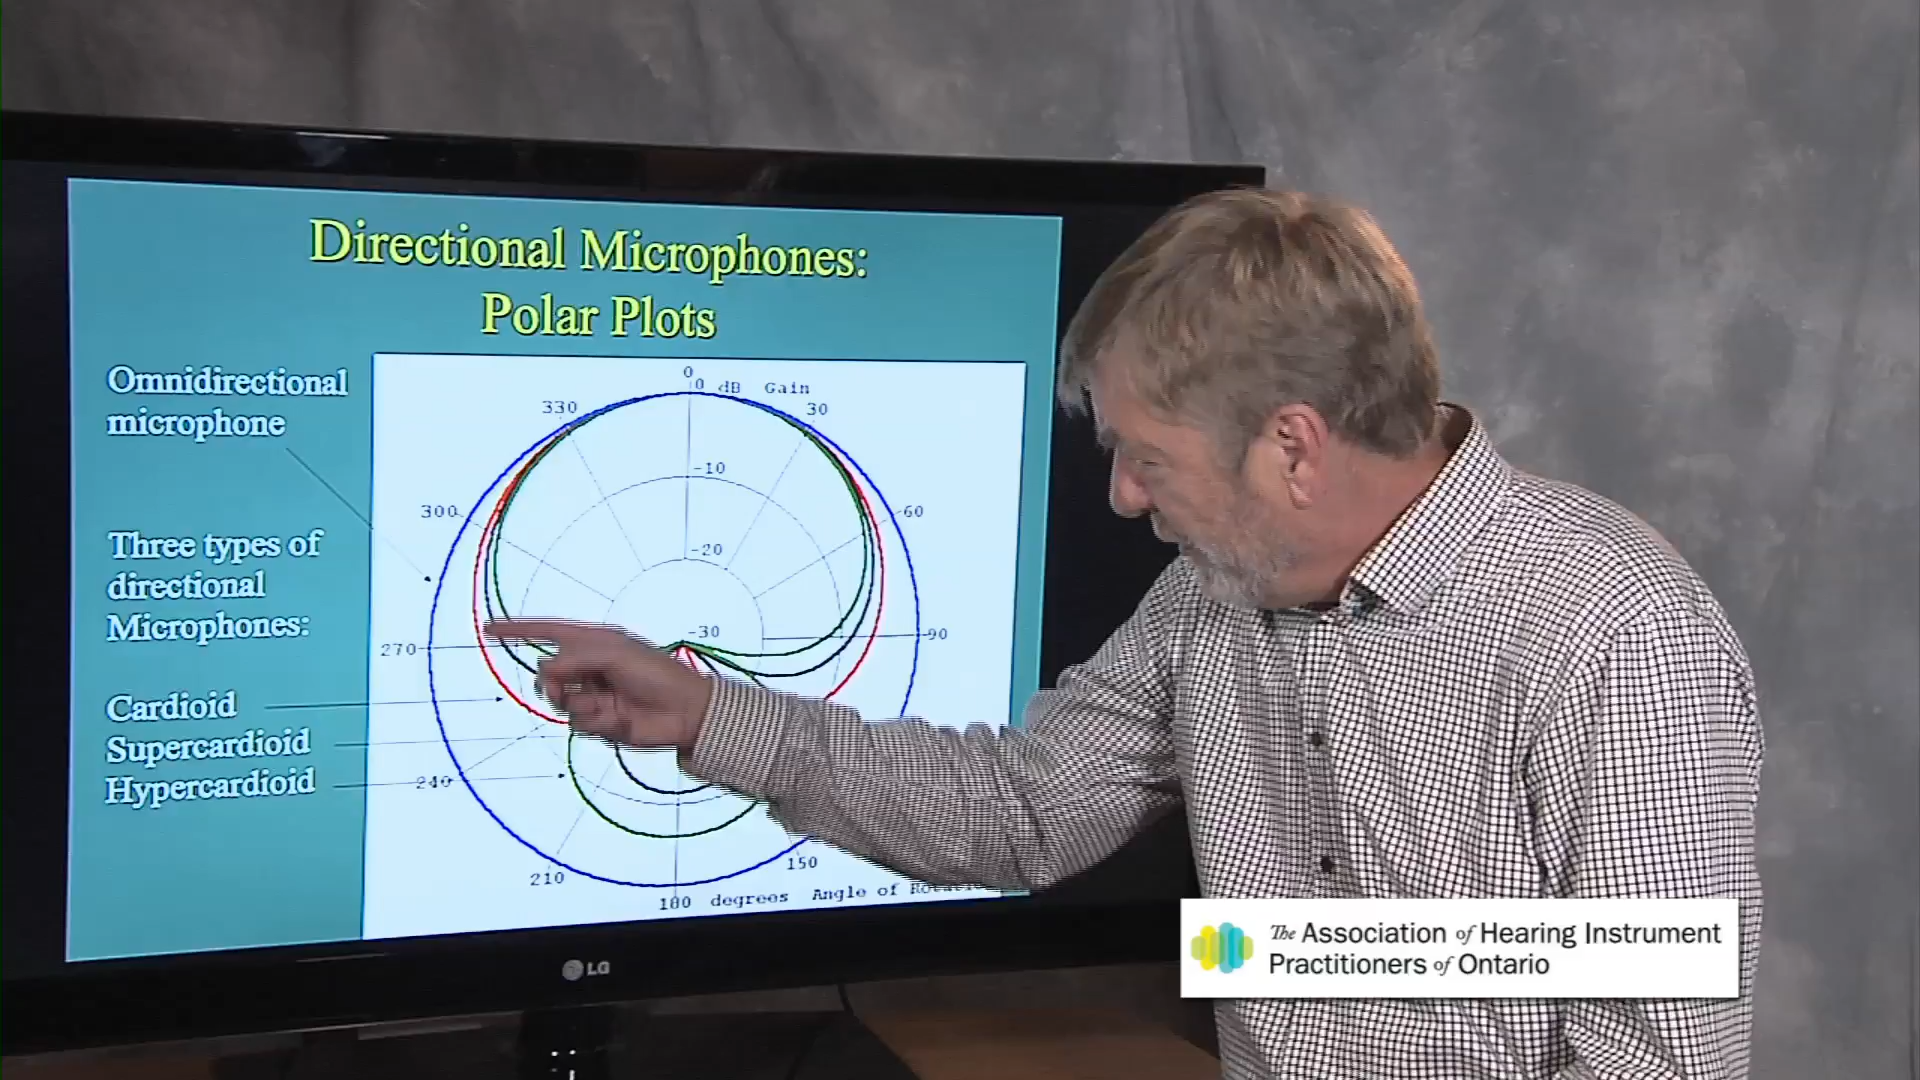 Directional Microphones:
Polar Plots
Omnidirectional
microphone
Three types of
directional
Microphones:
Cardioid
Supercardioid
Hypercardioid
0
0 dB Gain
330
30
-10
300
60
-20
-30
270
90
240
210
150
180 degrees Angle of
LG
The Association of Hearing Instrument
Practitioners of Ontario